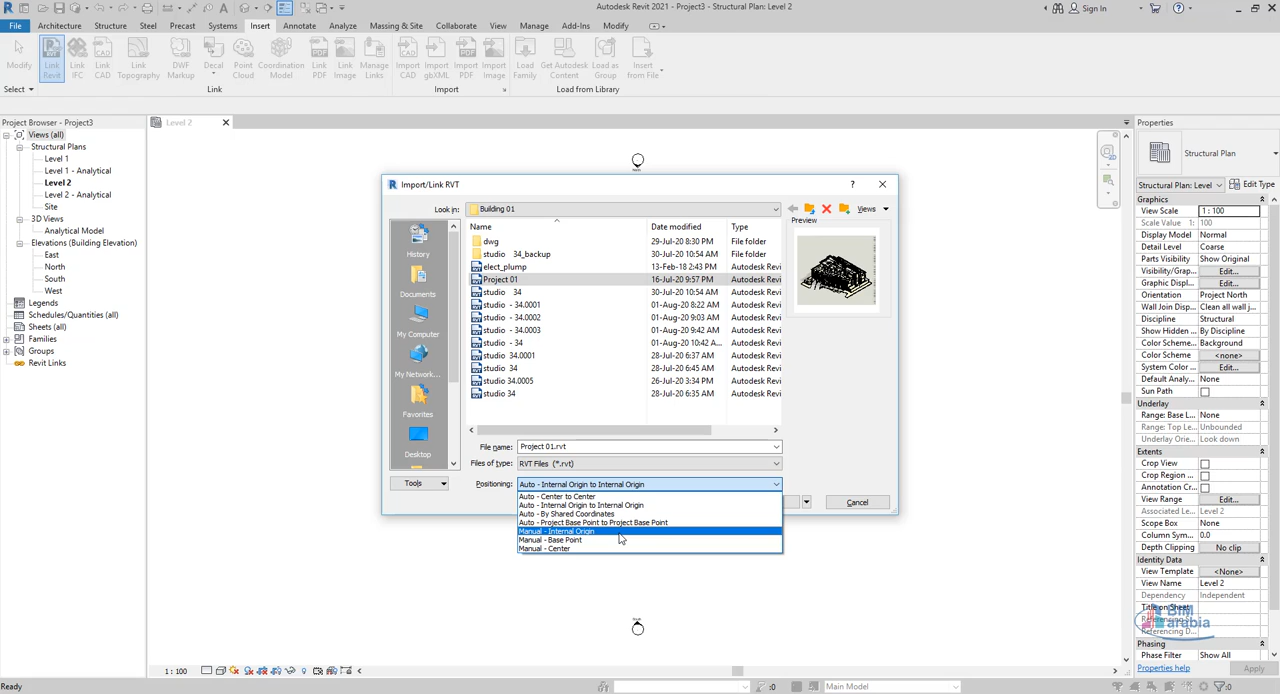 Autodesk Revit 2021 - Project3 - Structural Plan: Level 2
Sign In
File Architecture Structure Steel Precast Systems Insert Annotate Analyze Massing & Site Collaborate View Manage Add-Ins Modify
Modify
Link Revit
Link IFC
Link CAD
Link Topography
DWF Markup
Decal
Point Cloud
Coordination Model
Link PDF
Link Image
Manage Links
Import CAD
Import gbXML
Import PDF
Import Image
Load Family
Get Autodesk Content
Load as Group
Insert from File
Select
Link
Import
Load from Library
Project Browser - Project3
Views (all)
Structural Plans
Level 1
Level 1 - Analytical
Level 2
Level 2 - Analytical
Site
3D Views
Analytical Model
Elevations (Building Elevation)
East
North
South
West
Legends
Schedules/Quantities (all)
Sheets (all)
Families
Groups
Revit Links
Level 2
Import/Link RVT
Look in: Building 01
Views
Preview
History
Documents
My Computer
My Network...
Favorites
Desktop
Name Date modified Type
dwg 29-Jul-20 8:30 PM File folder
studio 34_backup 30-Jul-20 10:54 AM File folder
elect_plump 13-Feb-18 2:43 PM Autodesk Revi
Project 01 16-Jul-20 9:57 PM Autodesk Revi
studio 34 30-Jul-20 10:54 AM Autodesk Revi
studio - 34.0001 01-Aug-20 8:22 AM Autodesk Revi
studio - 34.0002 01-Aug-20 9:03 AM Autodesk Revi
studio - 34.0003 01-Aug-20 9:42 AM Autodesk Revi
studio - 34 01-Aug-20 10:42 A... Autodesk Revi
studio 34.0001 28-Jul-20 6:37 AM Autodesk Revi
studio 34 28-Jul-20 6:45 AM Autodesk Revi
studio 34.0005 26-Jul-20 3:34 PM Autodesk Revi
studio 34 28-Jul-20 6:35 AM Autodesk Revi
File name: Project 01.rvt
Files of type: RVT Files (*.rvt)
Tools
Positioning: Auto - Internal Origin to Internal Origin
Auto - Center to Center
Auto - Internal Origin to Internal Origin
Auto - By Shared Coordinates
Auto - Project Base Point to Project Base Point
Manual - Internal Origin
Manual - Base Point
Manual - Center
Cancel
Properties
Structural Plan
Structural Plan: Level
Edit Type
Graphics
View Scale 1 : 100
Scale Value 1: 100
Display Model Normal
Detail Level Coarse
Parts Visibility Show Original
Visibility/Grap... Edit...
Graphic Displ... Edit...
Orientation Project North
Wall Join Disp... Clean all wall j...
Discipline Structural
Show Hidden ... By Discipline
Color Scheme... Background
Color Scheme <none>
System Color ... Edit...
Default Analy... None
Sun Path
Underlay
Range: Base L... None
Range: Top Le... Unbounded
Underlay Orie... Look down
Extents
Crop View
Crop Region ...
Annotation Cr...
View Range Edit...
Associated Le... Level 2
Scope Box None
Column Sym... 0.0
Depth Clipping No clip
Identity Data
View Template <None>
View Name Level 2
Dependency Independent
Title on Sheet
BIM arabia
Phasing
Phase Filter Show All
Properties help
Apply
1 : 100
Ready
:0
Main Model
:0